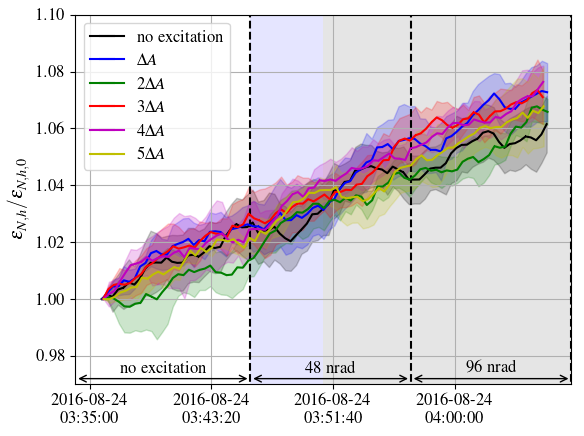 1.10
1.08
1.06
1.04
1.02
1.00
0.98
εN,h/εN,h,0
no excitation
ΔA
2ΔA
3ΔA
4ΔA
5ΔA
no excitation
48 nrad
96 nrad
2016-08-24
03:35:00
2016-08-24
03:43:20
2016-08-24
03:51:40
2016-08-24
04:00:00